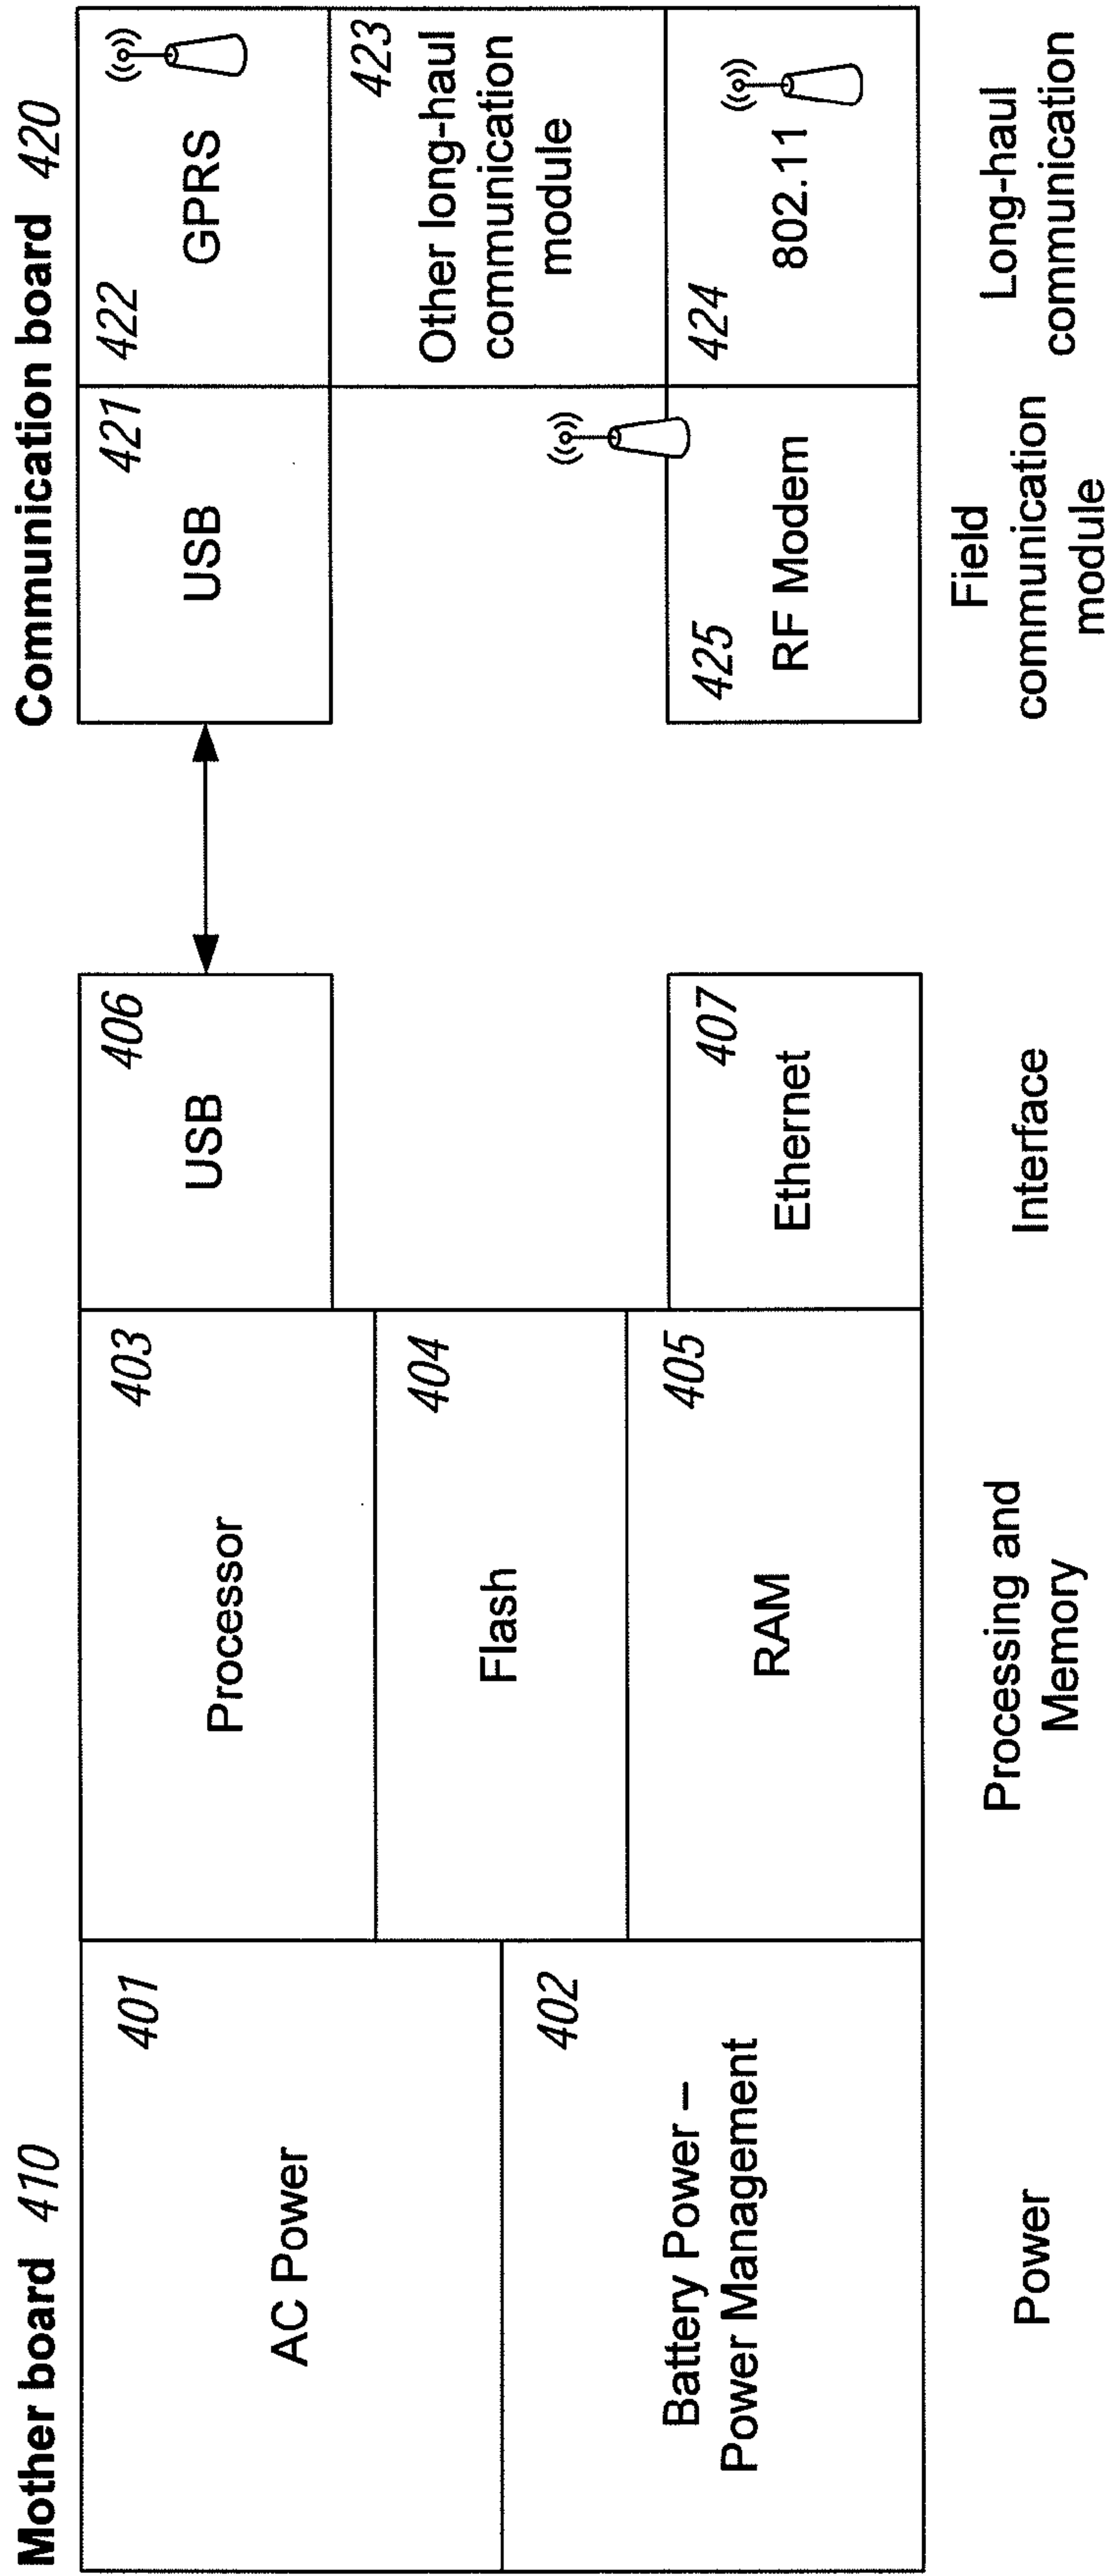 Mother board 410
401
AC Power
402
Battery Power –
Power Management
Power
403
Processor
404
Flash
405
RAM
Processing and
Memory
406
USB
407
Ethernet
Interface
Communication board 420
421
USB
425
RF Modem
Field
communication
module
422
GPRS
423
Other long-haul
communication
module
424
802.11
Long-haul
communication